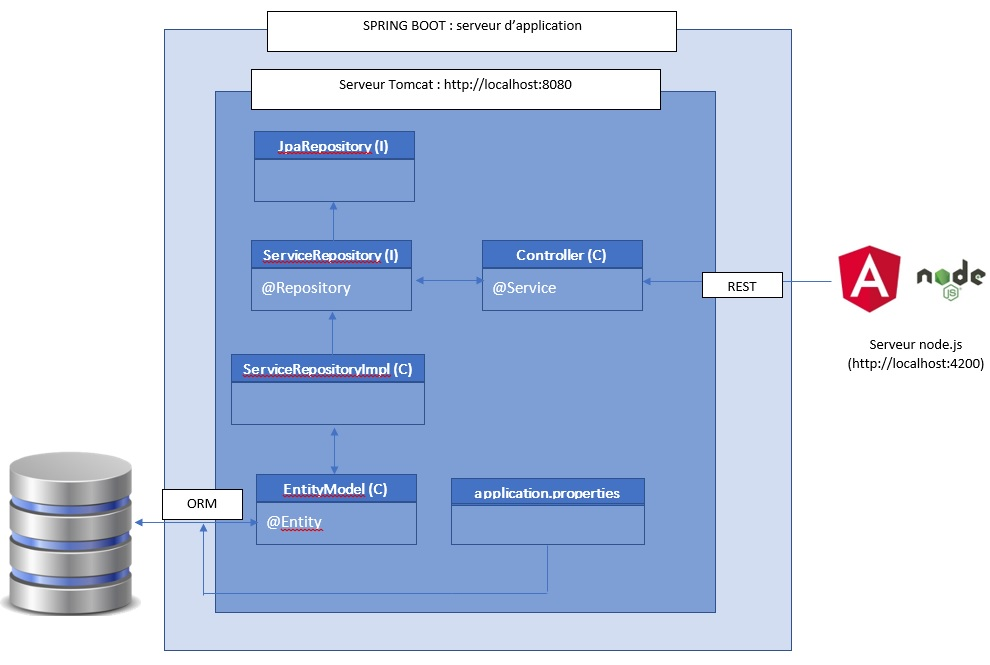 SPRING BOOT : serveur d’application
Serveur Tomcat : http://localhost:8080
JpaRepository (I)
ServiceRepository (I)
@Repository
Controller (C)
@Service
REST
A
node
JS
Serveur node.js
(http://localhost:4200)
ServiceRepositoryImpl (C)
EntityModel (C)
@Entity
application.properties
ORM